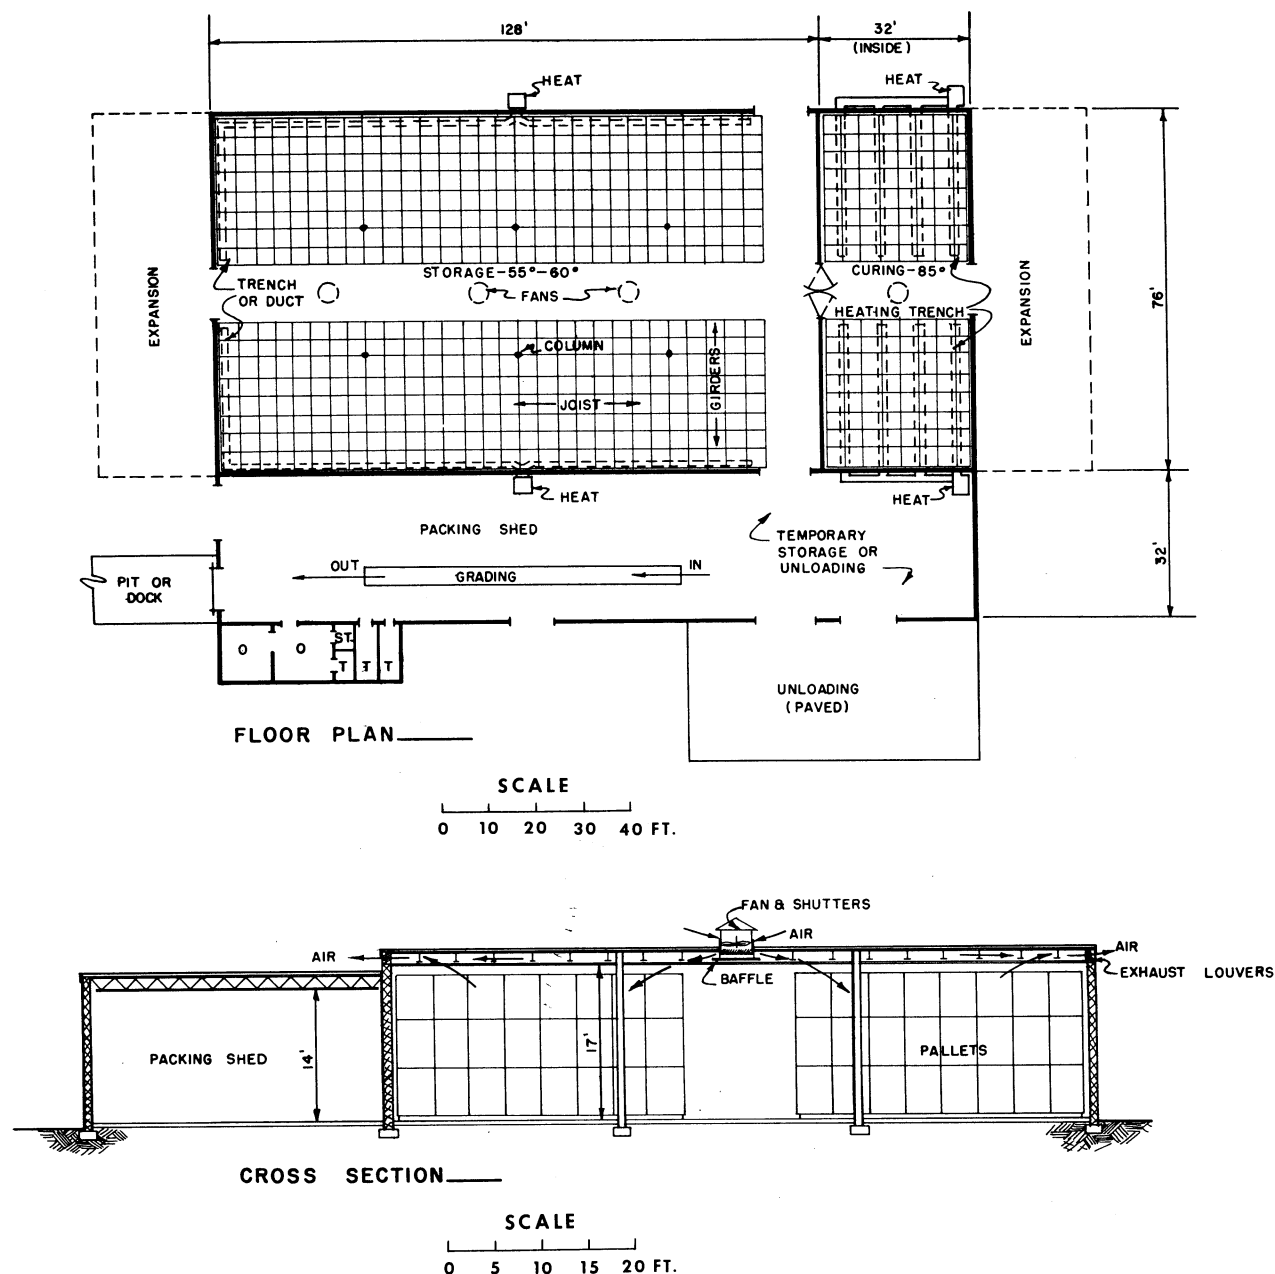 128'
32'
(INSIDE)
HEAT
HEAT
STORAGE-55°-60°
CURING-85°
TRENCH
OR DUCT
FANS
HEATING TRENCH
EXPANSION
EXPANSION
76'
COLUMN
GIRDERS
JOIST
HEAT
HEAT
PACKING SHED
TEMPORARY
STORAGE OR
UNLOADING
32'
OUT
IN
GRADING
PIT OR
DOCK
O
O
ST.
T
T
T
UNLOADING
(PAVED)
FLOOR PLAN
SCALE
0 10 20 30 40 FT.
FAN & SHUTTERS
AIR
AIR
AIR
BAFFLE
EXHAUST LOUVERS
PACKING SHED
14'
17'
PALLETS
CROSS SECTION
SCALE
0 5 10 15 20 FT.